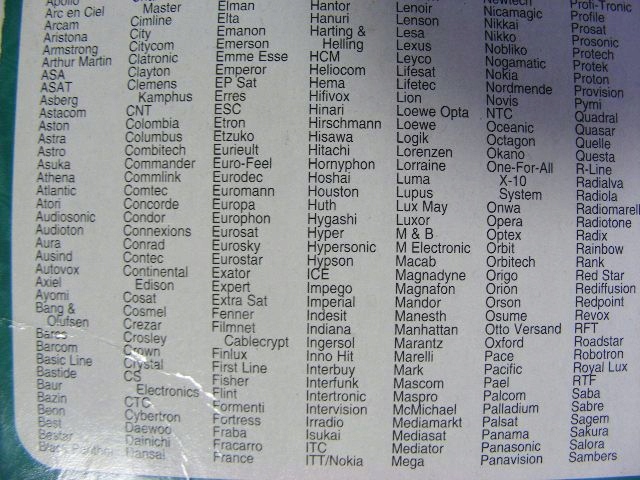 Apollo
Arc en Ciel
Arcam
Aristona
Armstrong
Arthur Martin
ASA
ASAT
Asberg
Astacom
Aston
Astra
Astro
Asuka
Athena
Atlantic
Atori
Audiosonic
Audioton
Aura
Ausind
Autovox
Axiel
Ayomi
Bang &
Olufsen
Bares
Barcom
Basic Line
Bastide
Baur
Bazin
Benn
Best
Bestar
Black Panther
Master
Cimline
City
Citycom
Clatronic
Clayton
Clemens
Kamphus
CNT
Colombia
Columbus
Combitech
Commander
Commlink
Comtec
Concorde
Condor
Connexions
Conrad
Contec
Continental
Edison
Cosat
Cosmel
Crezar
Crosley
Crown
Crystal
CS
Electronics
CTC
Cybertron
Daewoo
Dainichi
Dansai
Elman
Elta
Emanon
Emerson
Emme Esse
Emperor
EP Sat
Erres
ESC
Etron
Etzuko
Eurieult
Euro-Feel
Eurodec
Euromann
Europa
Europhon
Eurosat
Eurosky
Eurostar
Exator
Expert
Extra Sat
Fenner
Filmnet
Cablecrypt
Finlux
First Line
Fisher
Flint
Formenti
Fortress
Fraba
Fracarro
France
Hantor
Hanuri
Harting &
Helling
HCM
Heliocom
Hema
Hifivox
Hinari
Hirschmann
Hisawa
Hitachi
Hornyphon
Hoshai
Houston
Huth
Hygashi
Hyper
Hypersonic
Hypson
ICE
Impego
Imperial
Indesit
Indiana
Ingersol
Inno Hit
Interbuy
Interfunk
Intertronic
Intervision
Irradio
Isukai
ITC
ITT/Nokia
Lenoir
Lenson
Lesa
Lexus
Leyco
Lifesat
Lifetec
Lion
Loewe Opta
Loewe
Logik
Lorenzen
Lorraine
Luma
Lupus
Lux May
Luxor
M & B
M Electronic
Macab
Magnadyne
Magnafon
Mandor
Manesth
Manhattan
Marantz
Marelli
Mark
Mascom
Maspro
McMichael
Mediamarkt
Mediasat
Mediator
Mega
Newtech
Nicamagic
Nikkai
Nikko
Nobliko
Nogamatic
Nokia
Nordmende
Novis
NTC
Oceanic
Octagon
Okano
One-For-All
X-10
System
Onwa
Opera
Optex
Orbit
Orbitech
Origo
Orion
Orson
Osume
Otto Versand
Oxford
Pace
Pacific
Pael
Palcom
Palladium
Palsat
Panama
Panasonic
Panavision
Profi-Tronic
Profile
Prosat
Prosonic
Protech
Protek
Proton
Provision
Pymi
Quadral
Quasar
Quelle
Questa
R-Line
Radialva
Radiola
Radiomarelli
Radiotone
Radix
Rainbow
Rank
Red Star
Rediffusion
Redpoint
Revox
RFT
Roadstar
Robotron
Royal Lux
RTF
Saba
Sabre
Sagem
Sakura
Salora
Sambers